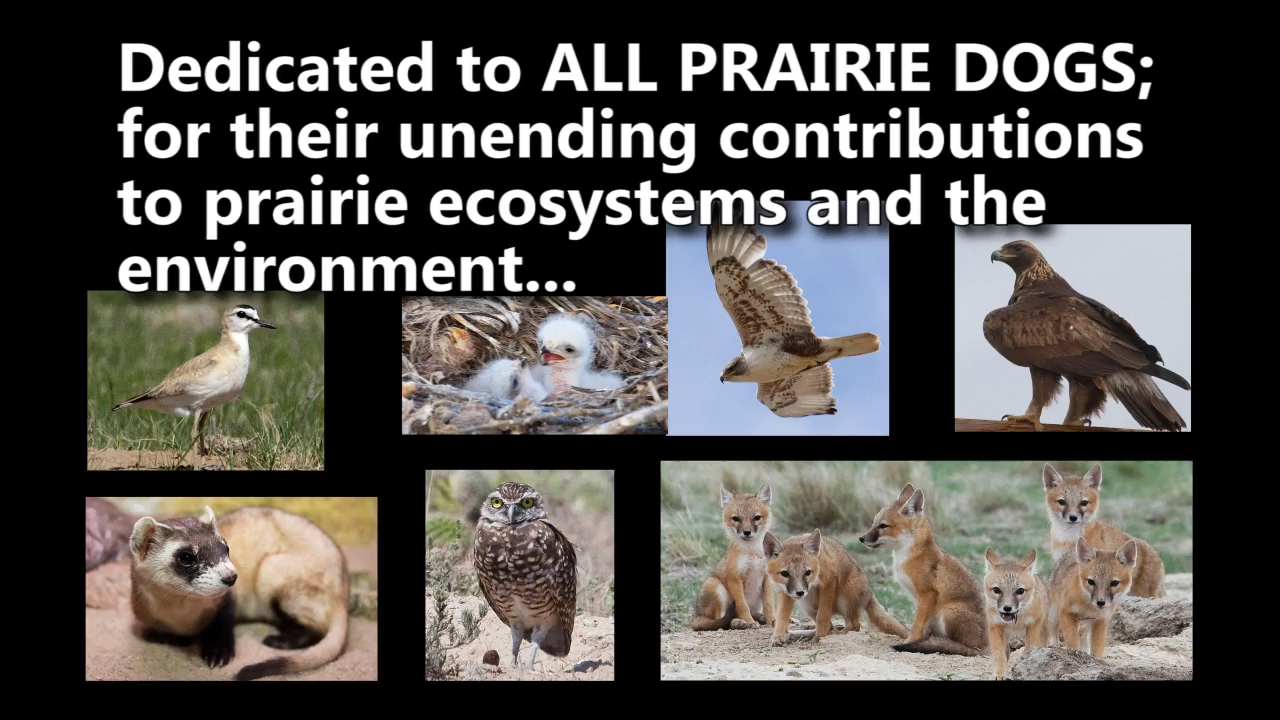 Dedicated to ALL PRAIRIE DOGS;
for their unending contributions
to prairie ecosystems and the
environment...